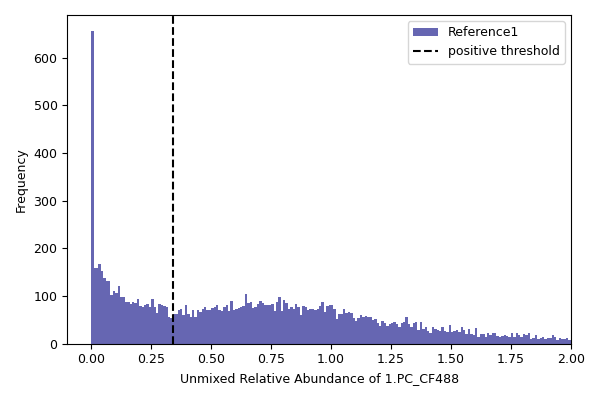 Reference1
positive threshold
Frequency
600
500
400
300
200
100
0
0.00 0.25 0.50 0.75 1.00 1.25 1.50 1.75 2.00
Unmixed Relative Abundance of 1.PC_CF488